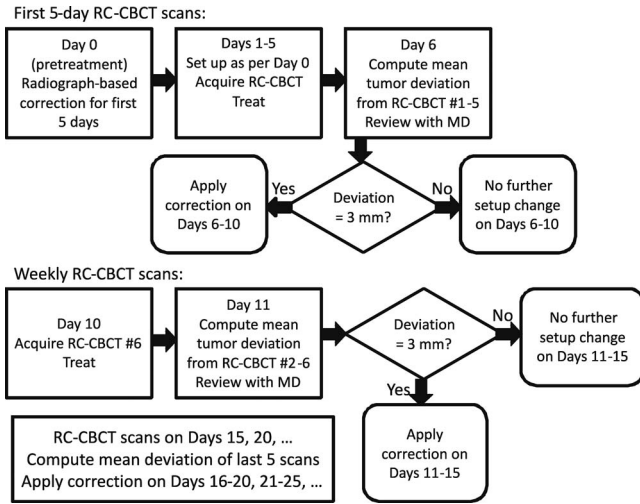 First 5-day RC-CBCT scans:
Day 0
(pretreatment)
Radiograph-based
correction for first
5 days
Days 1-5
Set up as per Day 0
Acquire RC-CBCT
Treat
Day 6
Compute mean
tumor deviation
from RC-CBCT #1-5
Review with MD
Apply
correction on
Days 6-10
Yes
Deviation
= 3 mm?
No
No further
setup change
on Days 6-10
Weekly RC-CBCT scans:
Day 10
Acquire RC-CBCT #6
Treat
Day 11
Compute mean
tumor deviation
from RC-CBCT #2-6
Review with MD
Deviation
= 3 mm?
No
No further
setup change
on Days 11-15
Yes
Apply
correction on
Days 11-15
RC-CBCT scans on Days 15, 20, ...
Compute mean deviation of last 5 scans
Apply correction on Days 16-20, 21-25, ...